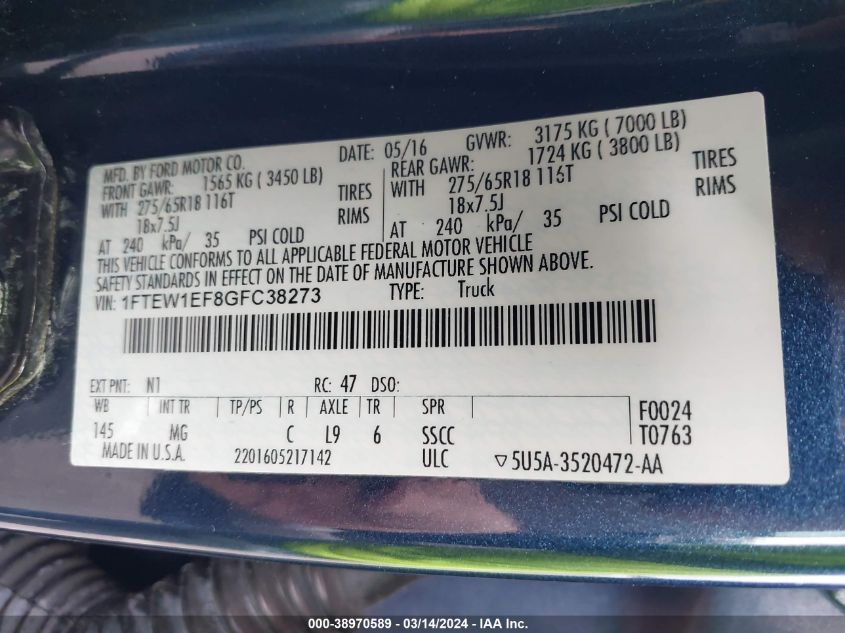 MFD. BY FORD MOTOR CO. DATE: 05/16 GVWR: 3175 KG ( 7000 LB)
FRONT GAWR: 1565 KG ( 3450 LB) REAR GAWR: 1724 KG ( 3800 LB)
WITH 275/65R18 116T TIRES WITH 275/65R18 116T TIRES
18x7.5J RIMS 18x7.5J RIMS
AT 240 kPa/ 35 PSI COLD AT 240 kPa/ 35 PSI COLD
THIS VEHICLE CONFORMS TO ALL APPLICABLE FEDERAL MOTOR VEHICLE
SAFETY STANDARDS IN EFFECT ON THE DATE OF MANUFACTURE SHOWN ABOVE.
VIN: 1FTEW1EF8GFC38273 TYPE: Truck
EXT PNT: N1 RC: 47 DSO:
WB INT TR TP/PS R AXLE TR SPR F0024
145 MG C L9 6 SSCC T0763
MADE IN U.S.A. 2201605217142 ULC ▽5U5A-3520472-AA
000-38970589 - 03/14/2024 - IAA Inc.